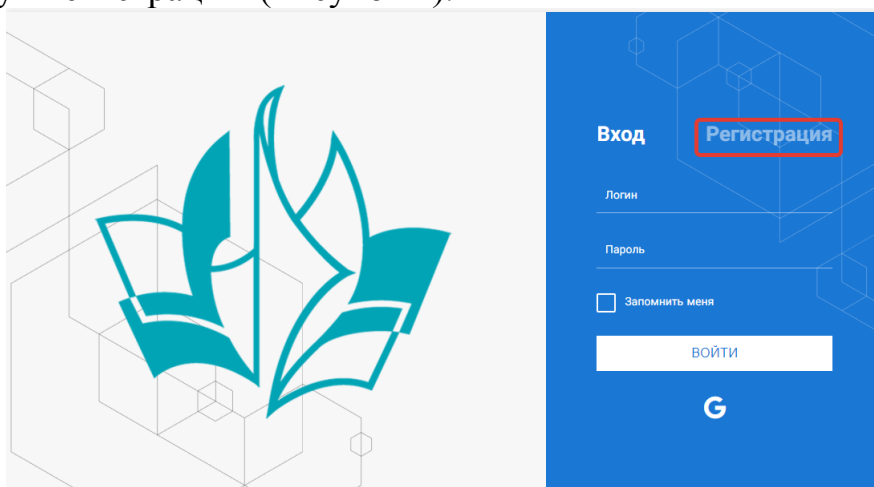 Вход Регистрация
Логин
Пароль
Запомнить меня
ВОЙТИ
G